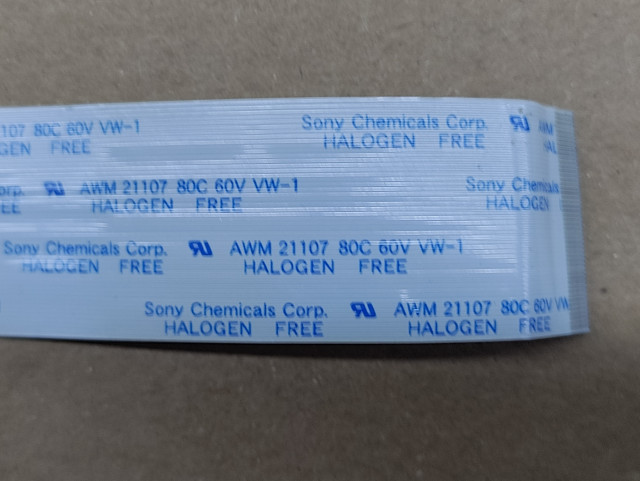 107 80C 60V VW-1 Sony Chemicals Corp. AWM
FREE HALOGEN FREE
AWM 21107 80C 60V VW-1 Sony Chemicals
HALOGEN FREE HALOGEN
Sony Chemicals Corp. AWM 21107 80C 60V VW-1
HALOGEN FREE HALOGEN FREE
Sony Chemicals Corp. AWM 21107 80C 60V VW
HALOGEN FREE HALOGEN FREE